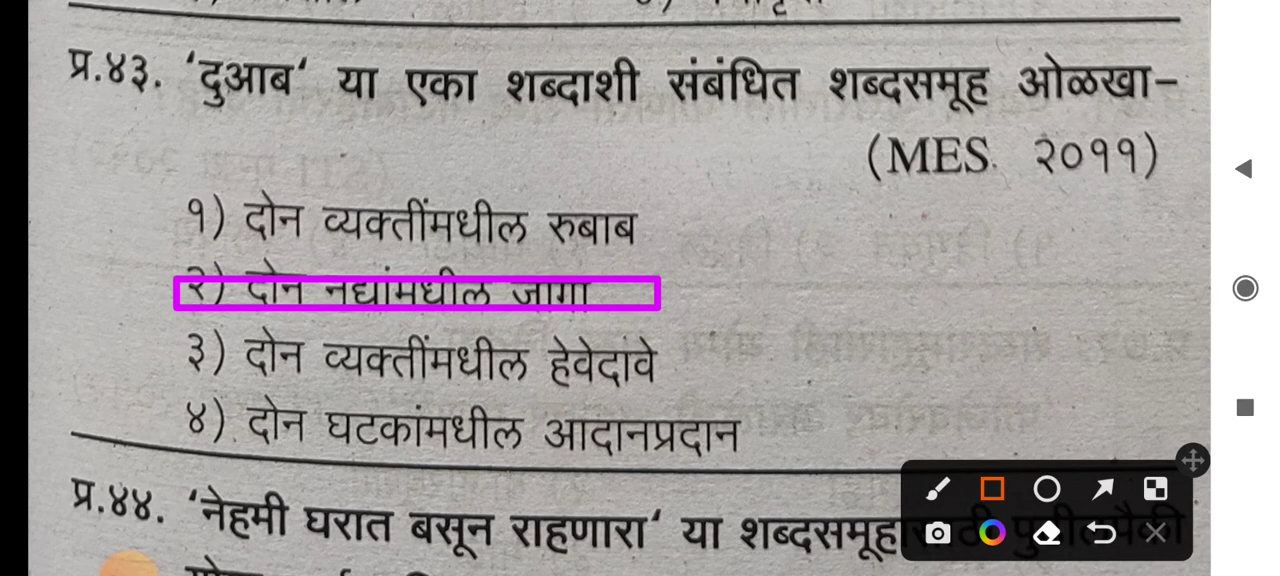 प्र.४३. 'दुआब' या एका शब्दाशी संबंधित शब्दसमूह ओळखा-
(MES. २०११)
१) दोन व्यक्तींमधील रुबाब
२) दोन नद्यांमधील जागा
३) दोन व्यक्तींमधील हेवेदावे
४) दोन घटकांमधील आदानप्रदान
प्र.४४. 'नेहमी घरात बसून राहणारा' या शब्दसमूहासाठी पुढीलपैकी